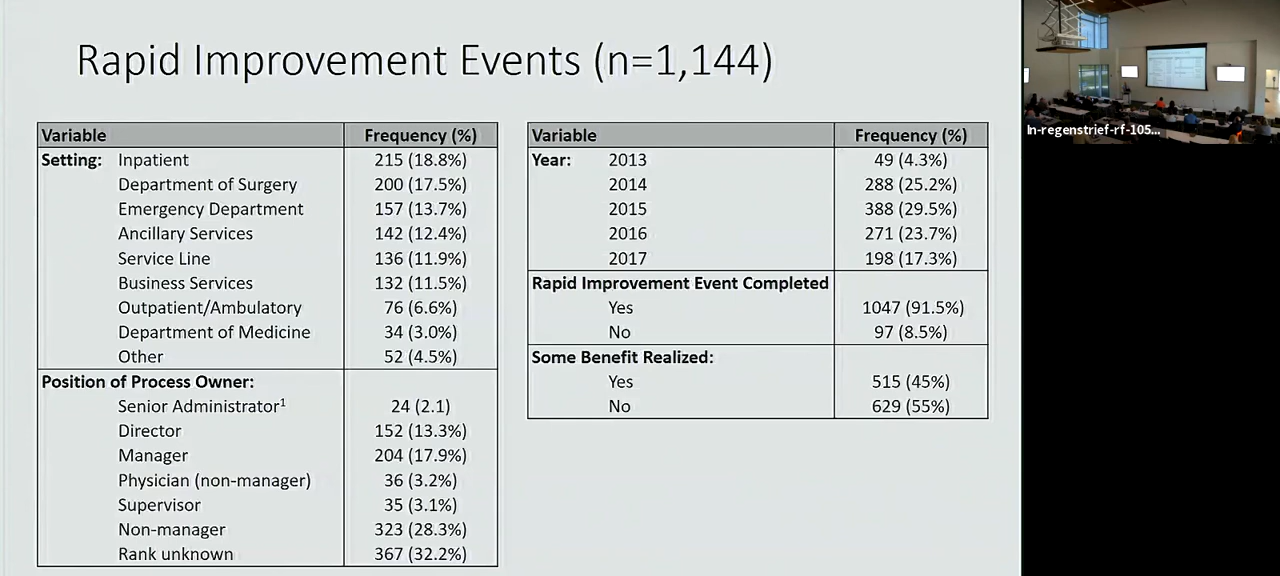 Rapid Improvement Events (n=1,144)
Variable Frequency (%)
Setting: Inpatient 215 (18.8%)
Department of Surgery 200 (17.5%)
Emergency Department 157 (13.7%)
Ancillary Services 142 (12.4%)
Service Line 136 (11.9%)
Business Services 132 (11.5%)
Outpatient/Ambulatory 76 (6.6%)
Department of Medicine 34 (3.0%)
Other 52 (4.5%)
Position of Process Owner:
Senior Administrator¹ 24 (2.1)
Director 152 (13.3%)
Manager 204 (17.9%)
Physician (non-manager) 36 (3.2%)
Supervisor 35 (3.1%)
Non-manager 323 (28.3%)
Rank unknown 367 (32.2%)
Variable Frequency (%)
Year: 2013 49 (4.3%)
2014 288 (25.2%)
2015 388 (29.5%)
2016 271 (23.7%)
2017 198 (17.3%)
Rapid Improvement Event Completed
Yes 1047 (91.5%)
No 97 (8.5%)
Some Benefit Realized:
Yes 515 (45%)
No 629 (55%)
In-regenstrief-rf-105...